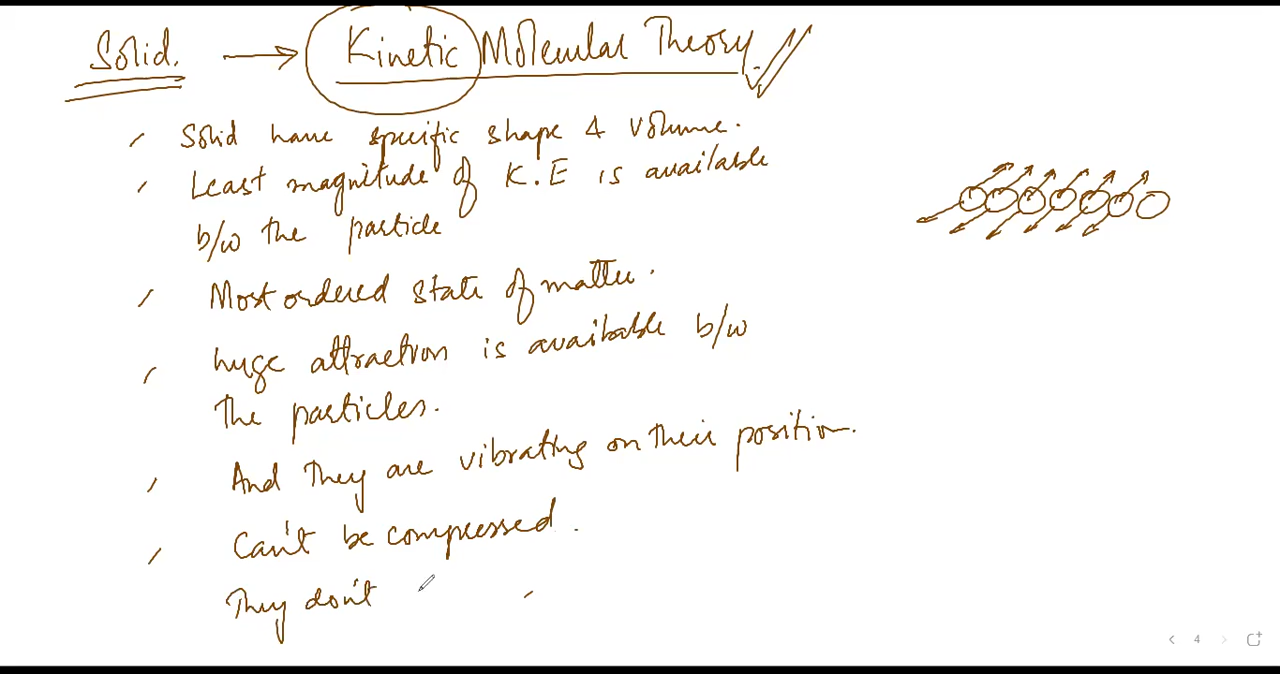 Solid. → Kinetic Molecular Theory
Solid have specific shape & volume.
Least magnitude of K.E is available
b/w the particle
Most ordered state of matter.
huge attraction is available b/w
The particles.
And They are vibrating on their position.
Can't be compressed.
They don't
4